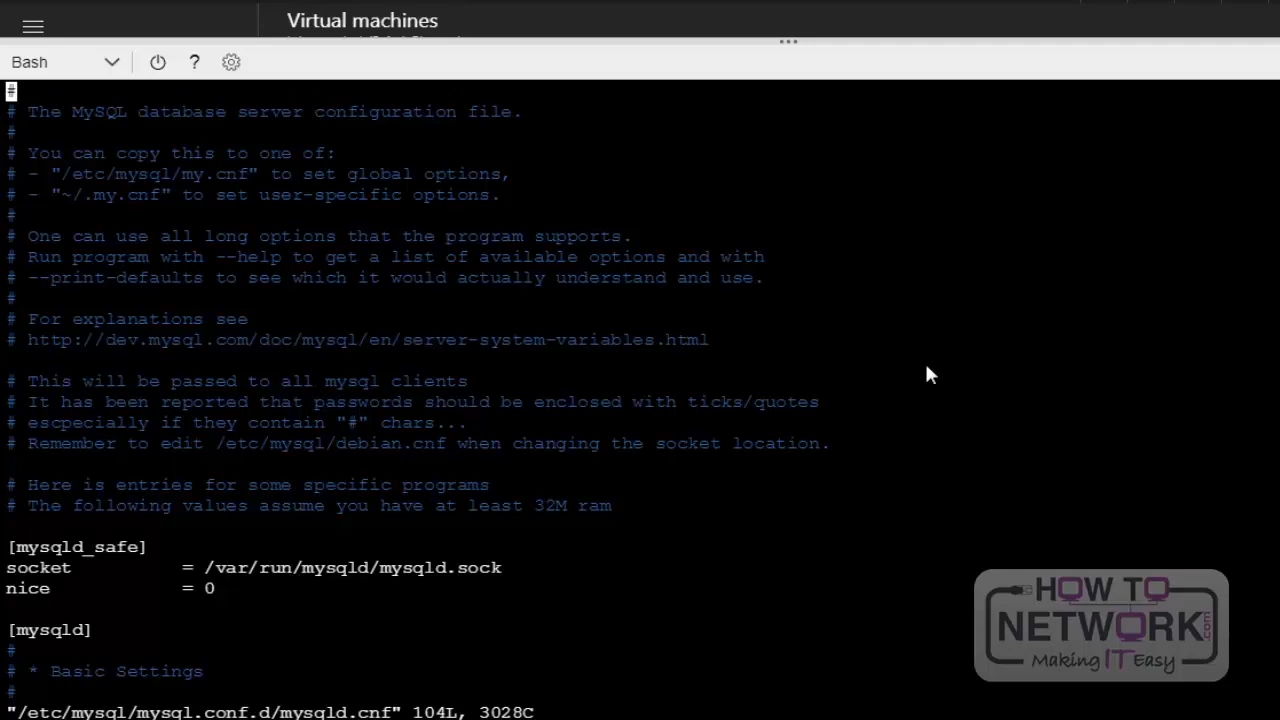 Virtual machines
Bash
?
#
# The MySQL database server configuration file.
#
# You can copy this to one of:
# - "/etc/mysql/my.cnf" to set global options,
# - "~/.my.cnf" to set user-specific options.
#
# One can use all long options that the program supports.
# Run program with --help to get a list of available options and with
# --print-defaults to see which it would actually understand and use.
#
# For explanations see
# http://dev.mysql.com/doc/mysql/en/server-system-variables.html
# This will be passed to all mysql clients
# It has been reported that passwords should be enclosed with ticks/quotes
# escpecially if they contain "#" chars...
# Remember to edit /etc/mysql/debian.cnf when changing the socket location.
# Here is entries for some specific programs
# The following values assume you have at least 32M ram
[mysqld_safe]
socket = /var/run/mysqld/mysqld.sock
nice = 0
[mysqld]
#
# * Basic Settings
#
"/etc/mysql/mysql.conf.d/mysqld.cnf" 104L, 3028C
HOW TO
NETWORK.com
Making IT Easy